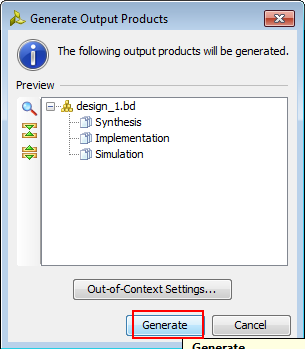 Generate Output Products
The following output products will be generated.
Preview
design_1.bd
Synthesis
Implementation
Simulation
Out-of-Context Settings...
Generate
Cancel
Generate